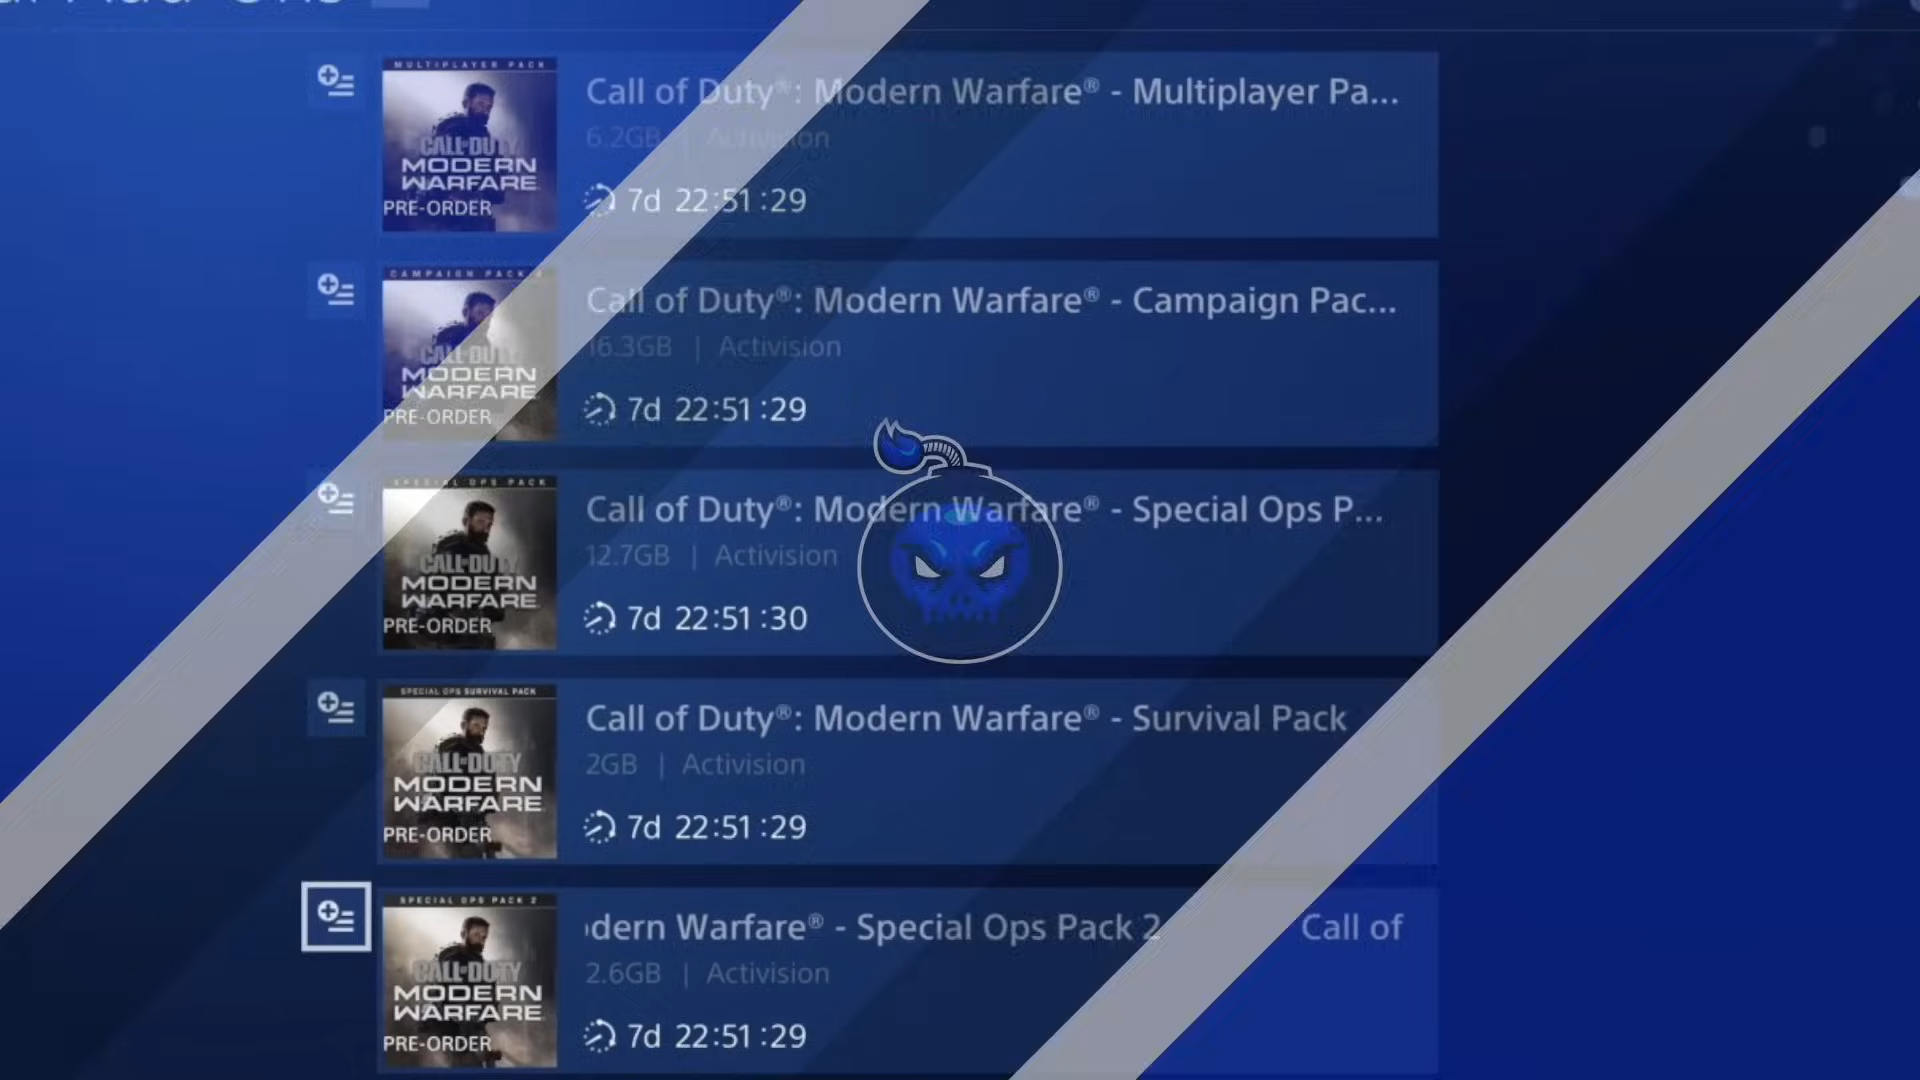 MULTIPLAYER PACK
CALL OF DUTY
MODERN
WARFARE
PRE-ORDER
Call of Duty®: Modern Warfare® - Multiplayer Pa...
6.2GB | Activision
7d 22:51:29
CAMPAIGN PACK
CALL OF DUTY
MODERN
WARFARE
PRE-ORDER
Call of Duty®: Modern Warfare® - Campaign Pac...
16.3GB | Activision
7d 22:51:29
SPECIAL OPS PACK
CALL OF DUTY
MODERN
WARFARE
PRE-ORDER
Call of Duty®: Modern Warfare® - Special Ops P...
12.7GB | Activision
7d 22:51:30
SPECIAL OPS SURVIVAL PACK
CALL OF DUTY
MODERN
WARFARE
PRE-ORDER
Call of Duty®: Modern Warfare® - Survival Pack
2GB | Activision
7d 22:51:29
SPECIAL OPS PACK 2
CALL OF DUTY
MODERN
WARFARE
PRE-ORDER
dern Warfare® - Special Ops Pack 2 Call of
2.6GB | Activision
7d 22:51:29